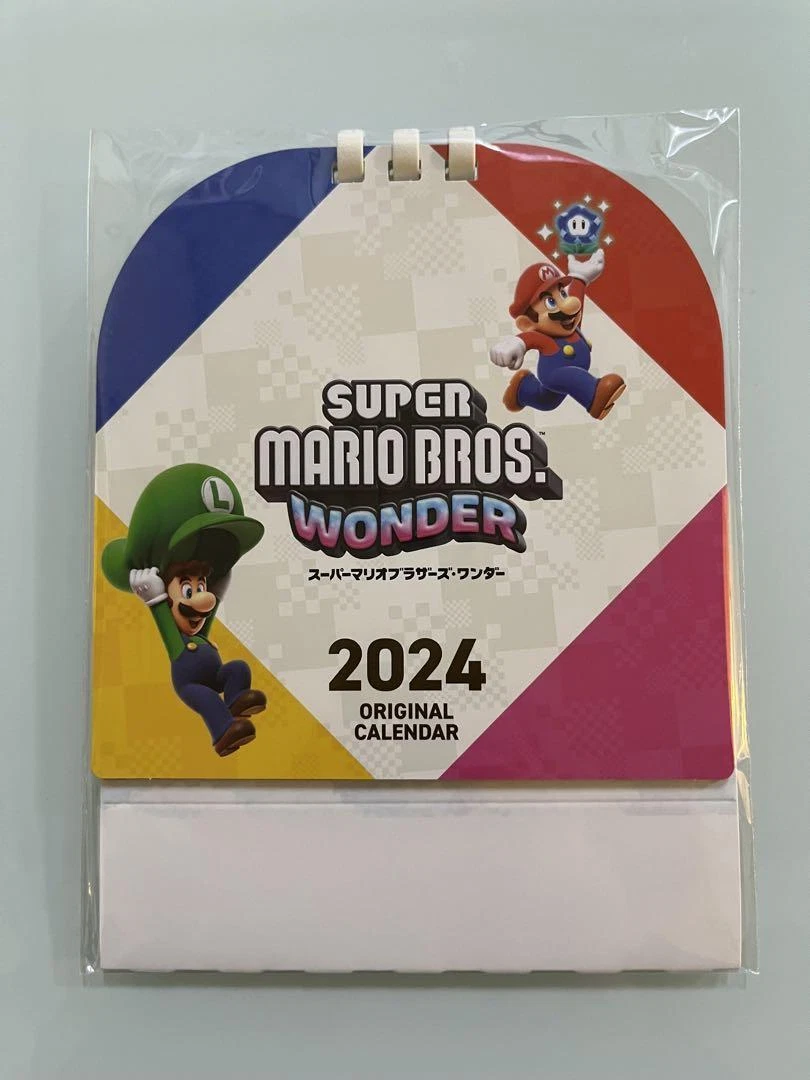 SUPER
MARIO BROS.™
WONDER
スーパーマリオブラザーズ・ワンダー
2024
ORIGINAL
CALENDAR
M
L